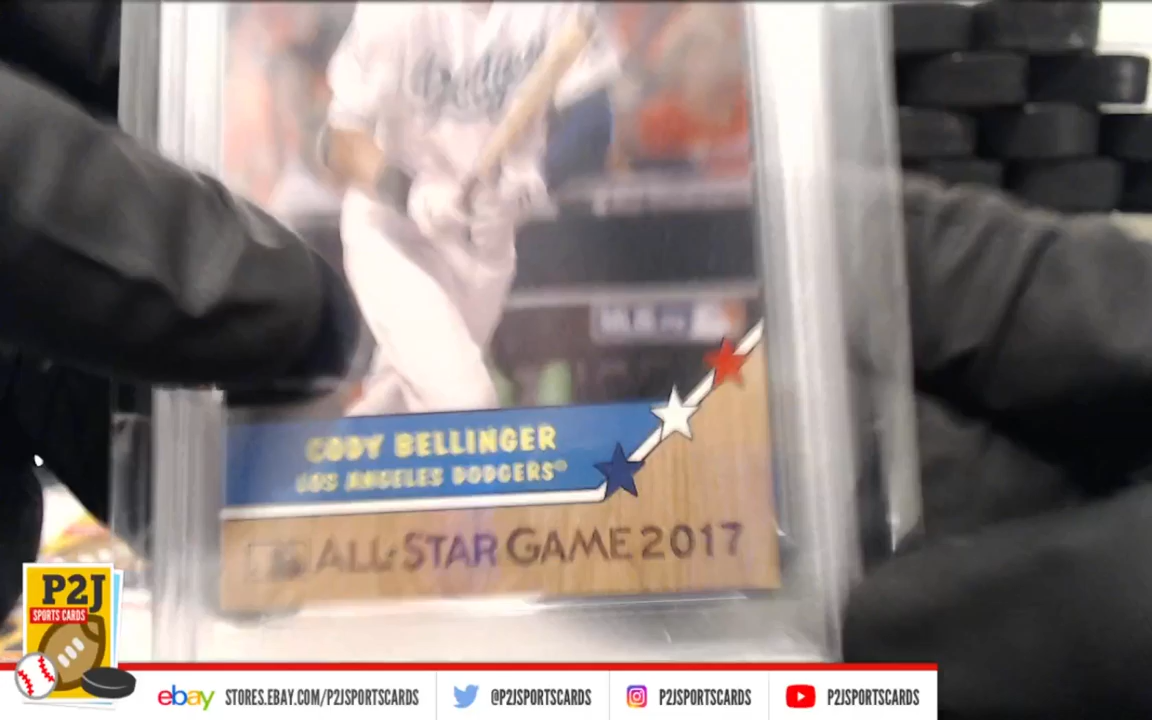 Dodgers
CODY BELLINGER
LOS ANGELES DODGERS®
ALL-STAR GAME 2017
P2J
SPORTS CARDS
ebay STORES.EBAY.COM/P2JSPORTSCARDS
@P2JSPORTSCARDS
P2JSPORTSCARDS
P2JSPORTSCARDS